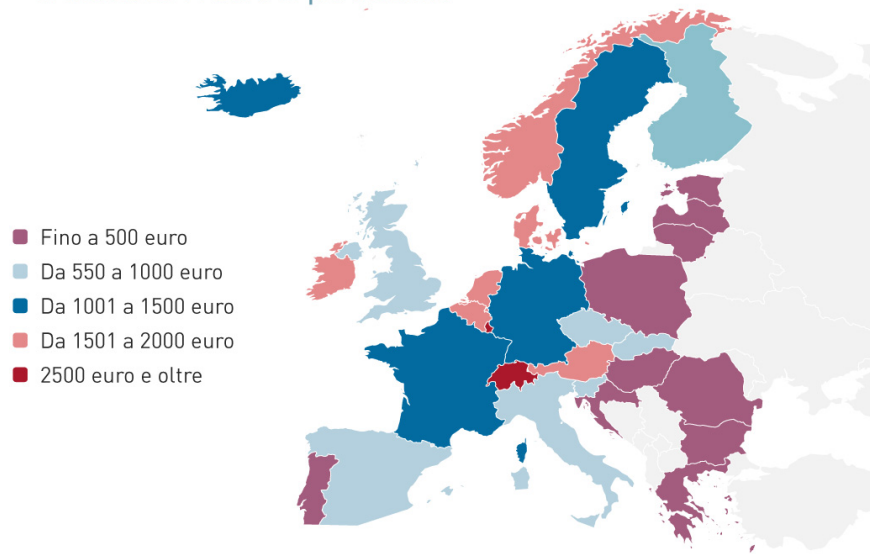 Fino a 500 euro
Da 550 a 1000 euro
Da 1001 a 1500 euro
Da 1501 a 2000 euro
2500 euro e oltre